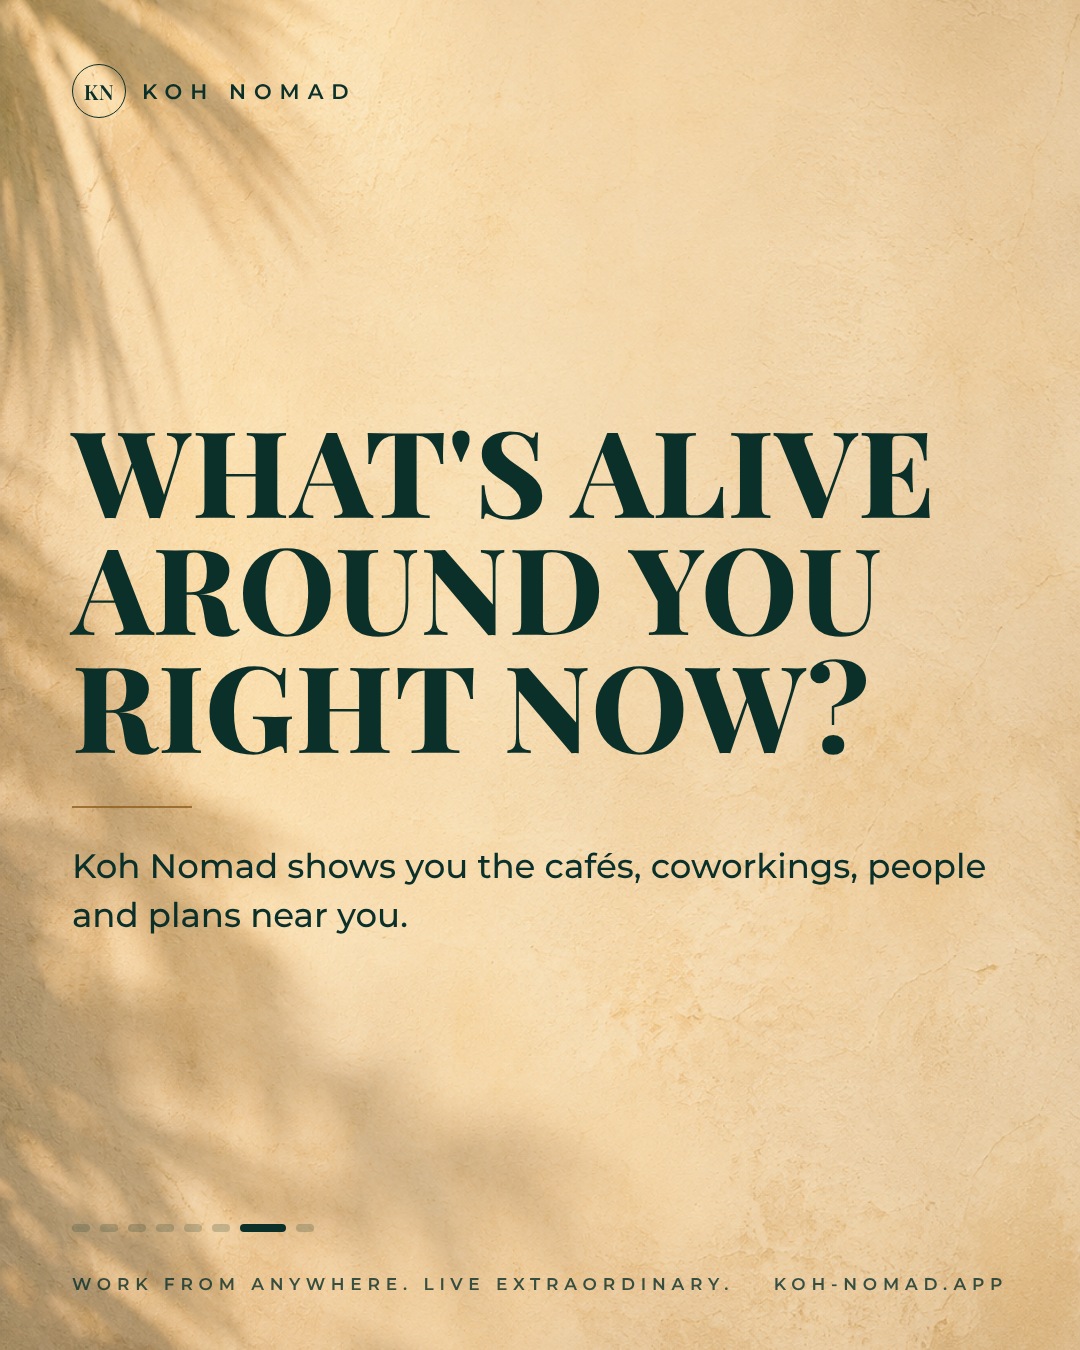 KN KOH NOMAD
WHAT'S ALIVE
AROUND YOU
RIGHT NOW?
Koh Nomad shows you the cafés, coworkings, people
and plans near you.
WORK FROM ANYWHERE. LIVE EXTRAORDINARY. KOH-NOMAD.APP